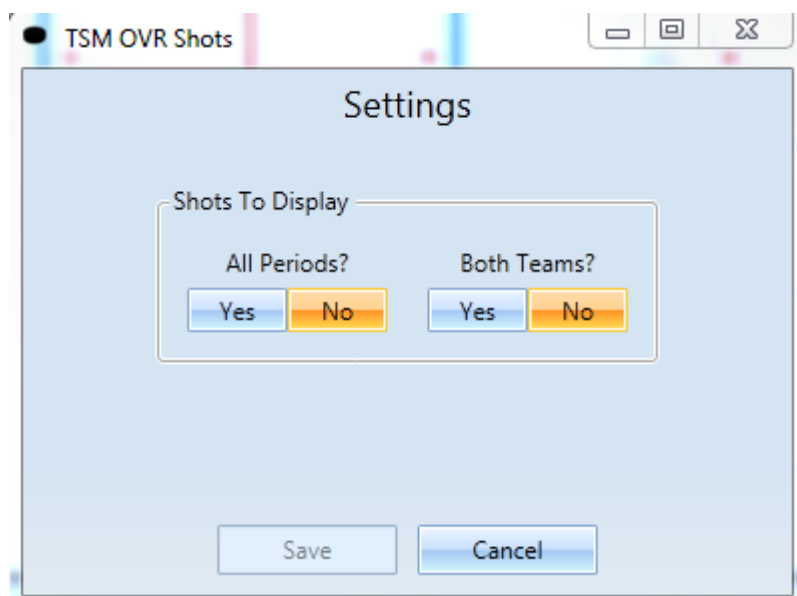 TSM OVR Shots
Settings
Shots To Display
All Periods? Both Teams?
Yes No Yes No
Save Cancel